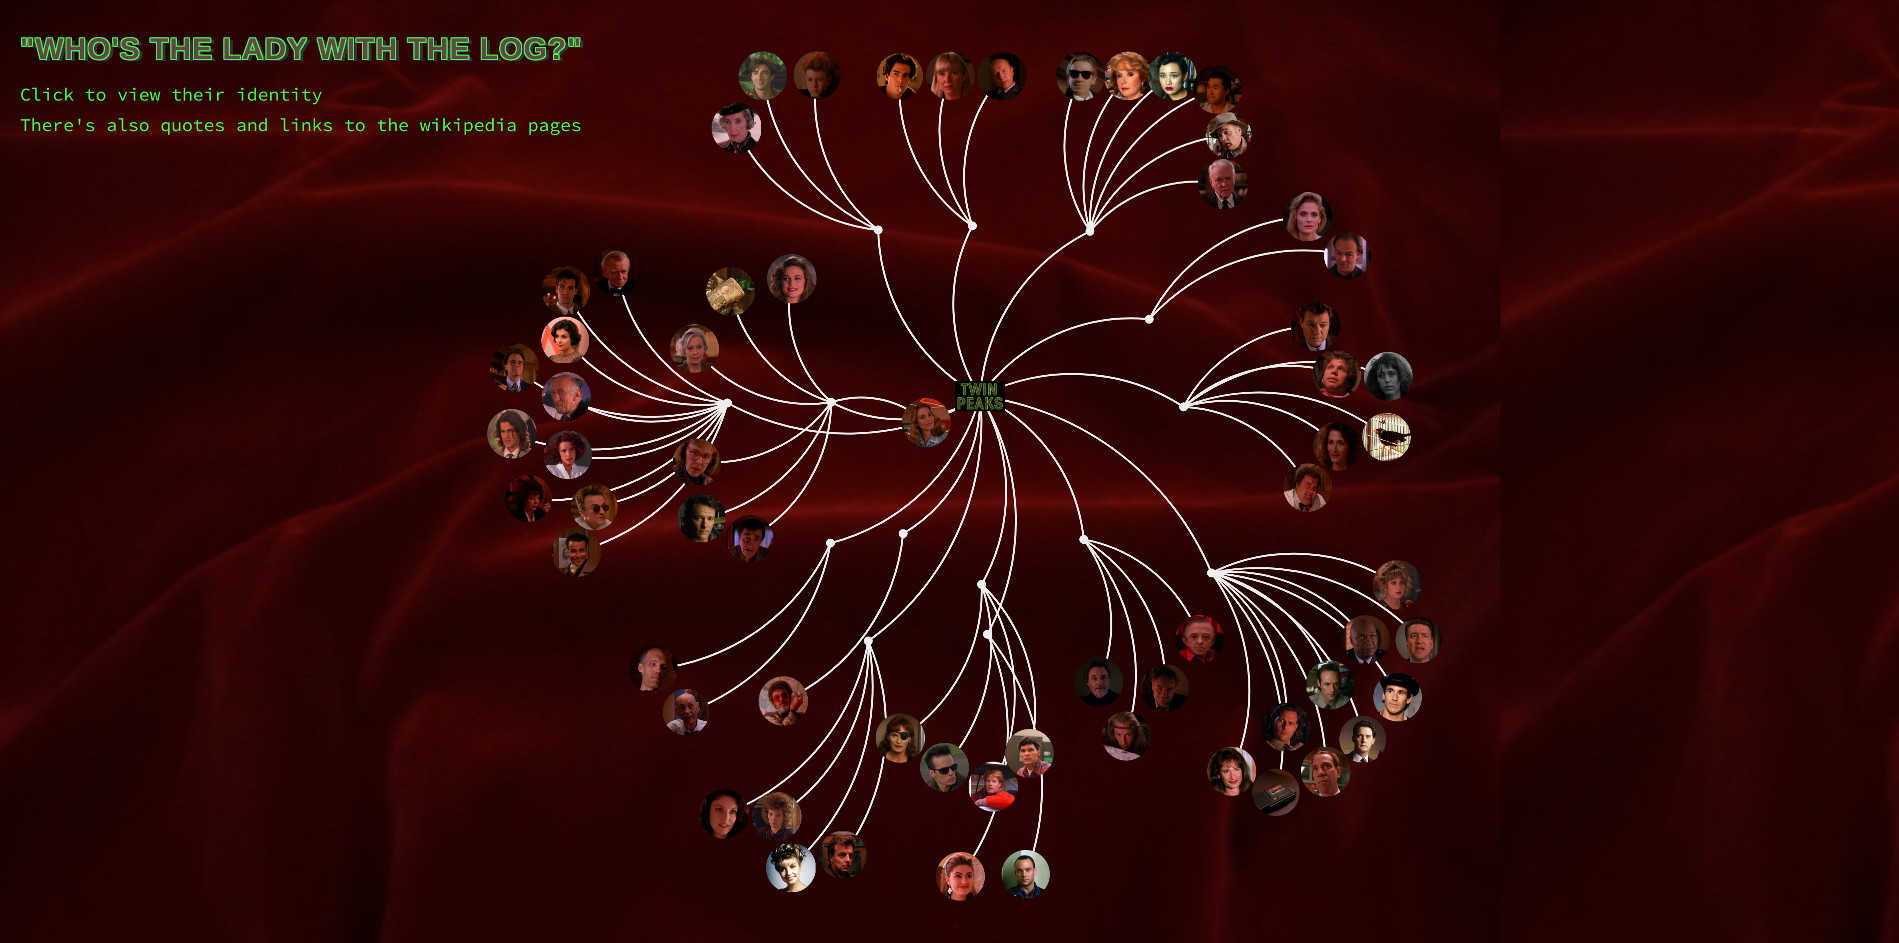 "WHO'S THE LADY WITH THE LOG?"
Click to view their identity
There's also quotes and links to the wikipedia pages
TWIN
PEAKS